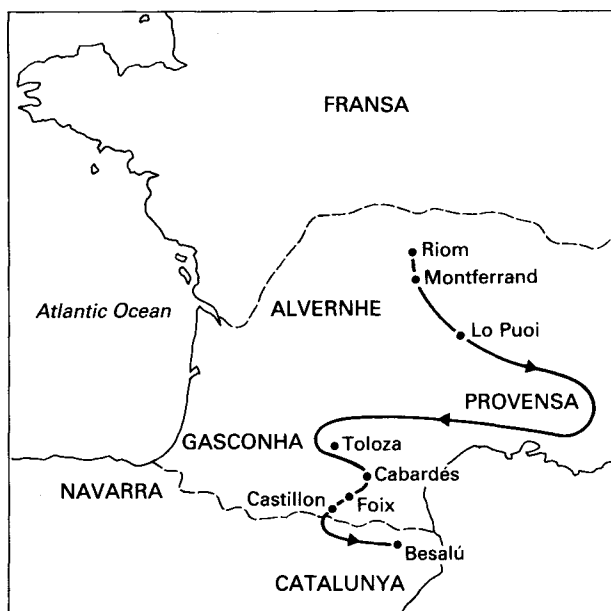 FRANSA
Riom
Montferrand
Atlantic Ocean
ALVERNHE
Lo Puoi
PROVENSA
GASCONHA
Toloza
Cabardés
NAVARRA
Castillon
Foix
Besalú
CATALUNYA